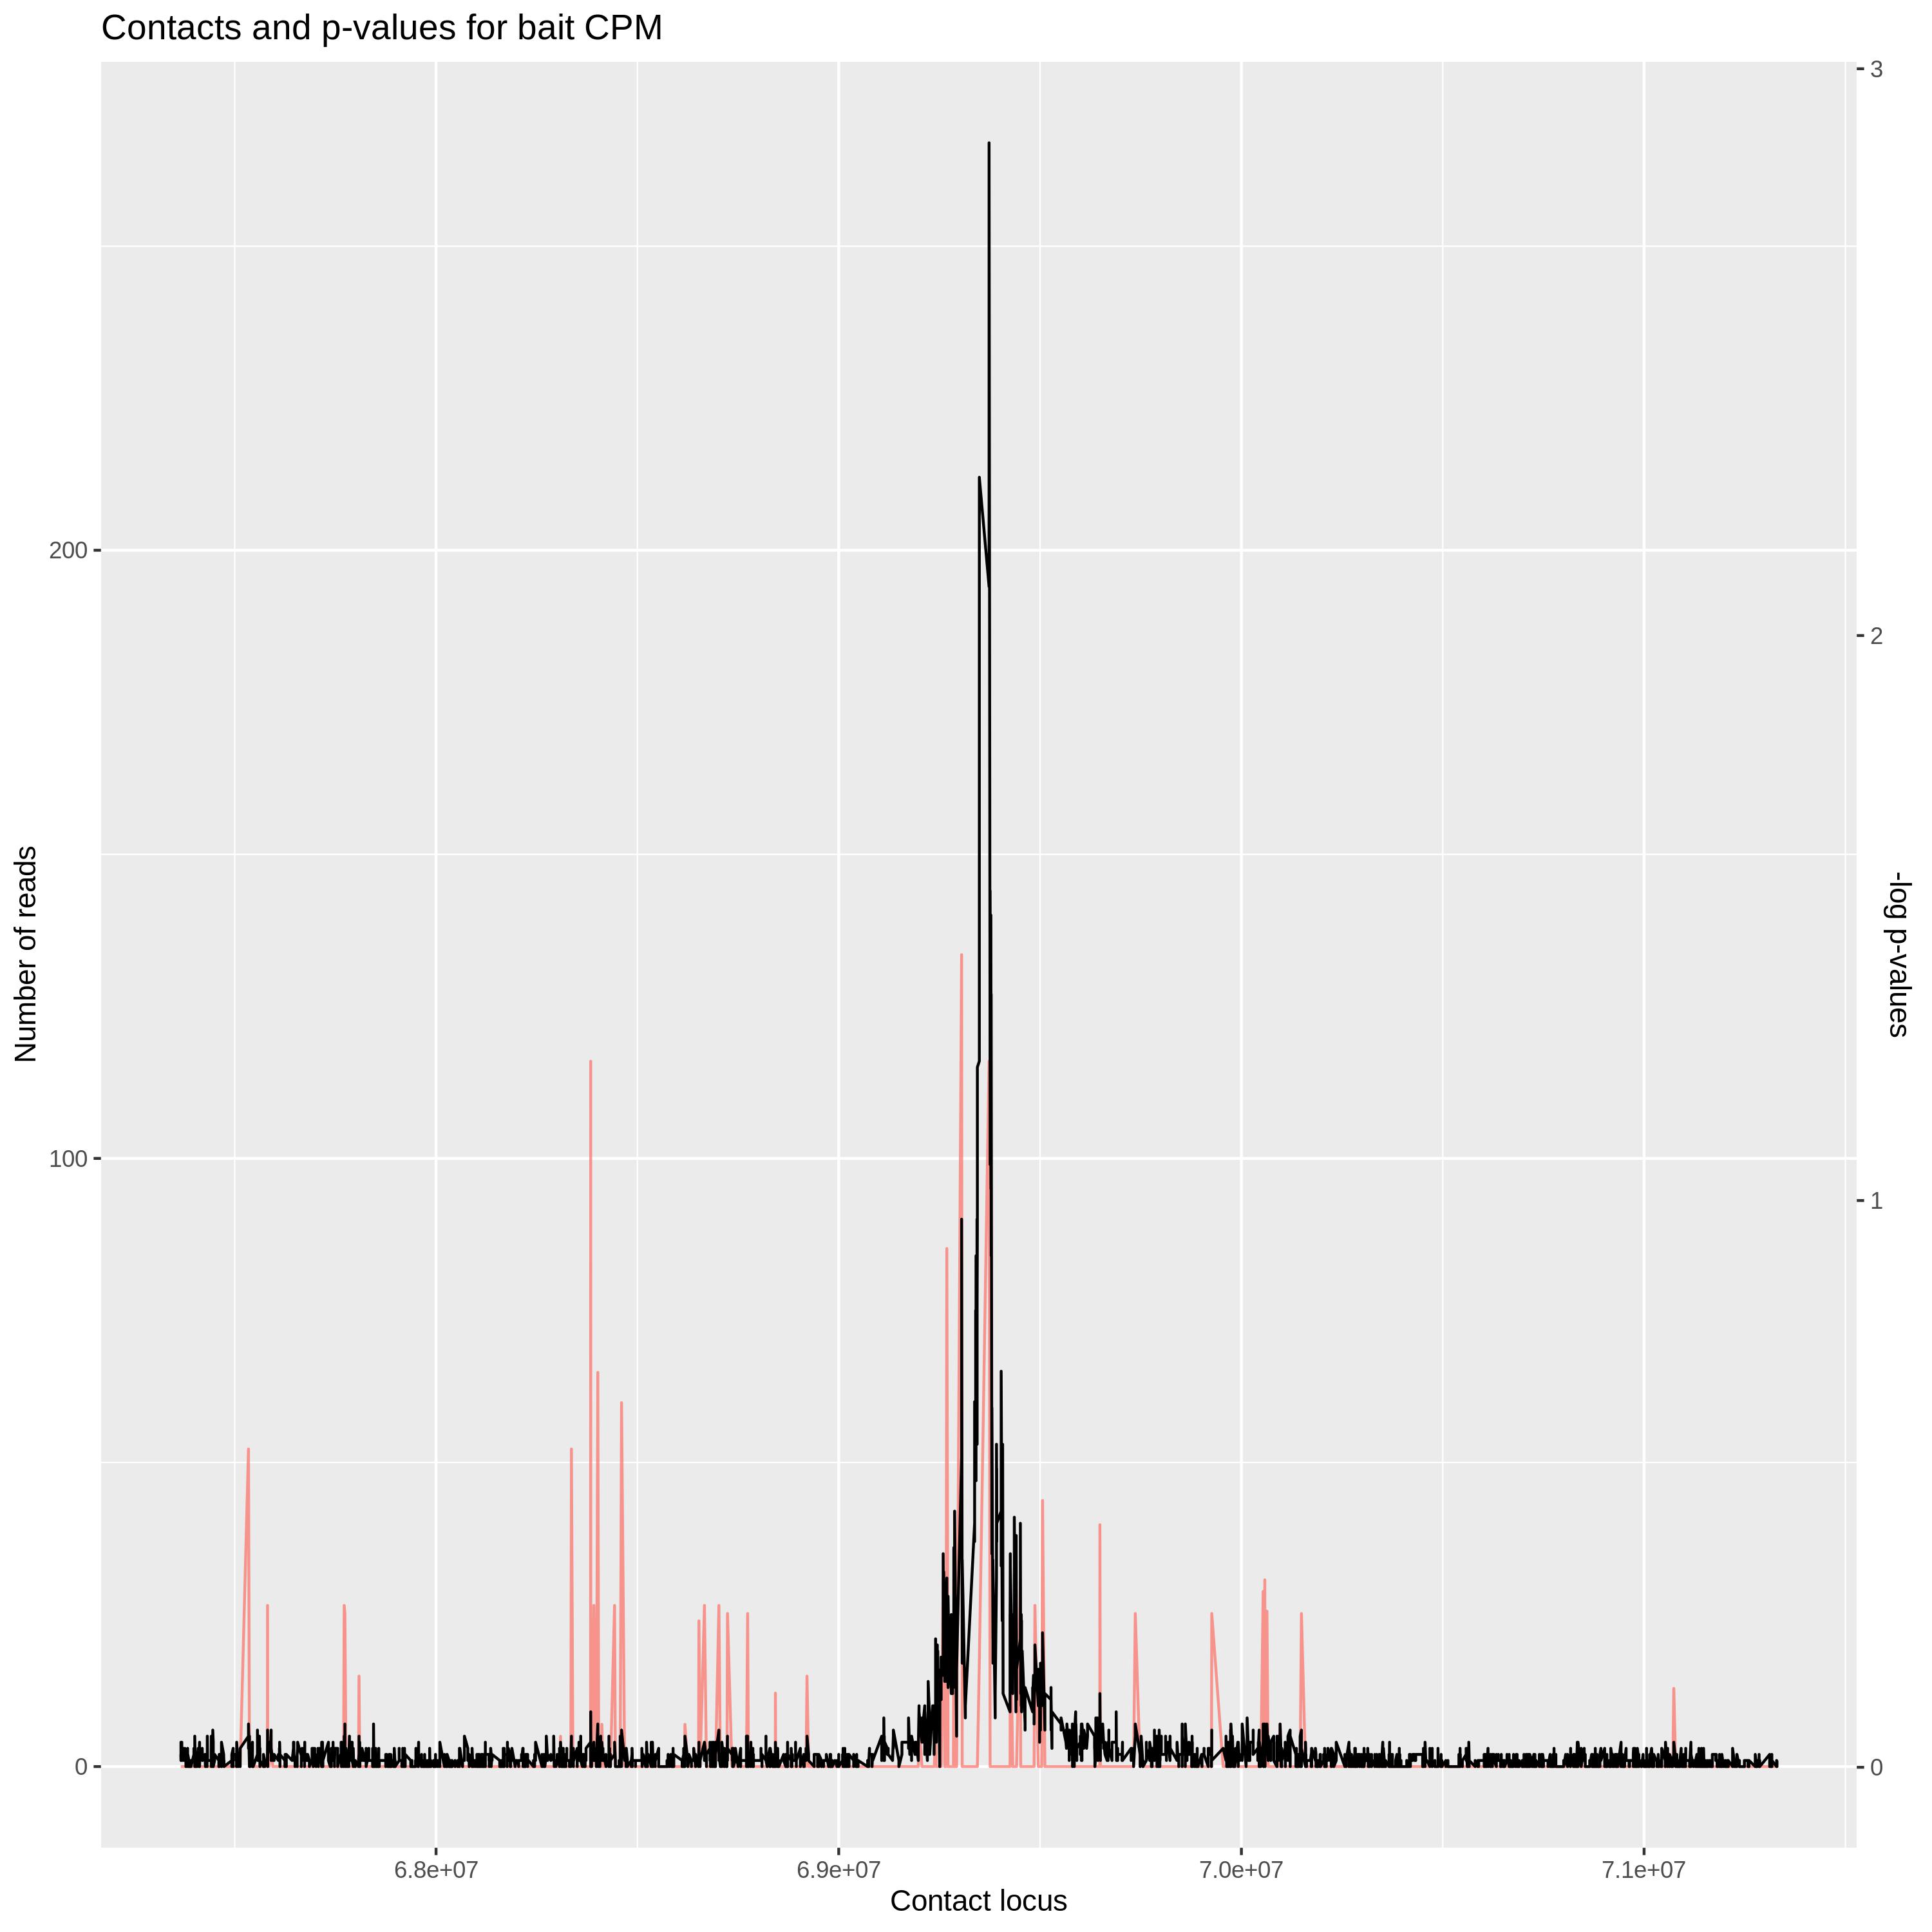 Contacts and p-values for bait CPM
3
200
2
Number of reads
-log p-values
100
1
0
0
6.8e+07
6.9e+07
7.0e+07
7.1e+07
Contact locus